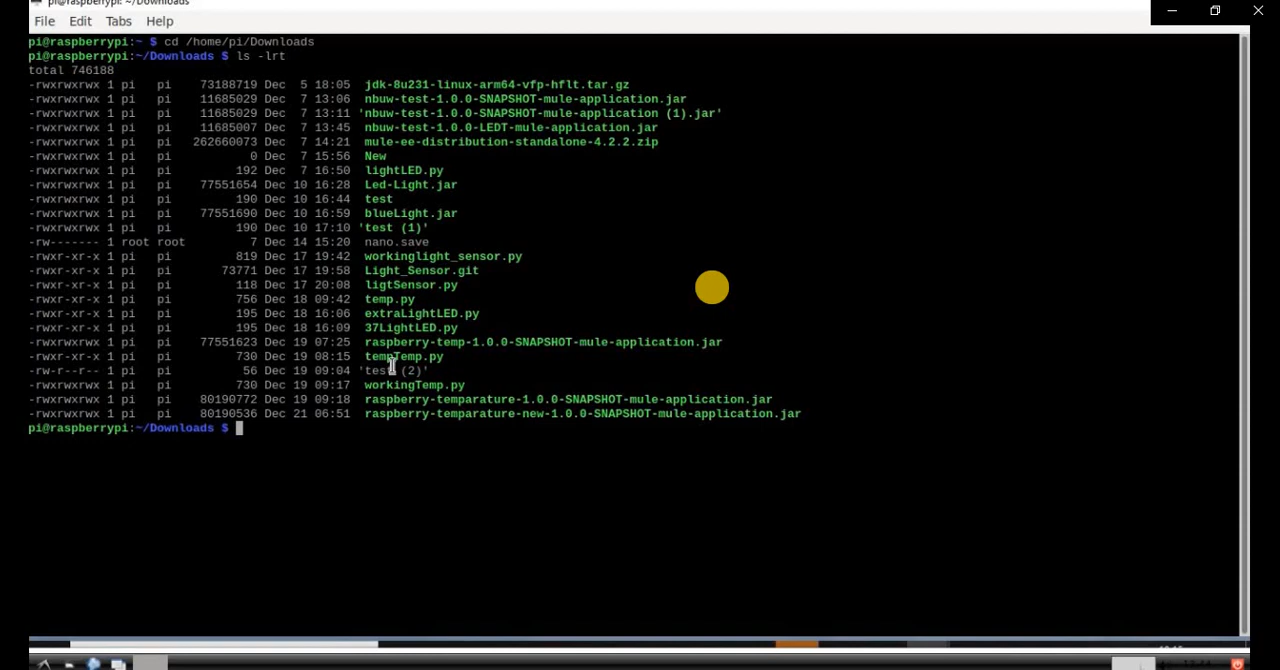 pi@raspberrypi: ~/Downloads
File Edit Tabs Help
pi@raspberrypi:~ $ cd /home/pi/Downloads
pi@raspberrypi:~/Downloads $ ls -lrt
total 746188
-rwxrwxrwx 1 pi pi 73188719 Dec 5 18:05 jdk-8u231-linux-arm64-vfp-hflt.tar.gz
-rwxrwxrwx 1 pi pi 11685029 Dec 7 13:06 nbuw-test-1.0.0-SNAPSHOT-mule-application.jar
-rwxrwxrwx 1 pi pi 11685029 Dec 7 13:11 'nbuw-test-1.0.0-SNAPSHOT-mule-application (1).jar'
-rwxrwxrwx 1 pi pi 11685007 Dec 7 13:45 nbuw-test-1.0.0-LEDT-mule-application.jar
-rwxrwxrwx 1 pi pi 262660073 Dec 7 14:21 mule-ee-distribution-standalone-4.2.2.zip
-rwxrwxrwx 1 pi pi 0 Dec 7 15:56 New
-rwxrwxrwx 1 pi pi 192 Dec 7 16:50 lightLED.py
-rwxrwxrwx 1 pi pi 77551654 Dec 10 16:28 Led-Light.jar
-rwxrwxrwx 1 pi pi 190 Dec 10 16:44 test
-rwxrwxrwx 1 pi pi 77551690 Dec 10 16:59 blueLight.jar
-rwxrwxrwx 1 pi pi 190 Dec 10 17:10 'test (1)'
-rw------- 1 root root 7 Dec 14 15:20 nano.save
-rwxr-xr-x 1 pi pi 819 Dec 17 19:42 workinglight_sensor.py
-rwxr-xr-x 1 pi pi 73771 Dec 17 19:58 Light_Sensor.git
-rwxr-xr-x 1 pi pi 118 Dec 17 20:08 ligtSensor.py
-rwxr-xr-x 1 pi pi 756 Dec 18 09:42 temp.py
-rwxr-xr-x 1 pi pi 195 Dec 18 16:06 extraLightLED.py
-rwxr-xr-x 1 pi pi 195 Dec 18 16:09 37LightLED.py
-rwxrwxrwx 1 pi pi 77551623 Dec 19 07:25 raspberry-temp-1.0.0-SNAPSHOT-mule-application.jar
-rwxr-xr-x 1 pi pi 730 Dec 19 08:15 tempTemp.py
-rw-r--r-- 1 pi pi 56 Dec 19 09:04 'test (2)'
-rwxr-xr-x 1 pi pi 730 Dec 19 09:17 workingTemp.py
-rwxrwxrwx 1 pi pi 80190772 Dec 19 09:18 raspberry-temparature-1.0.0-SNAPSHOT-mule-application.jar
-rwxrwxrwx 1 pi pi 80190536 Dec 21 06:51 raspberry-temparature-new-1.0.0-SNAPSHOT-mule-application.jar
pi@raspberrypi:~/Downloads $